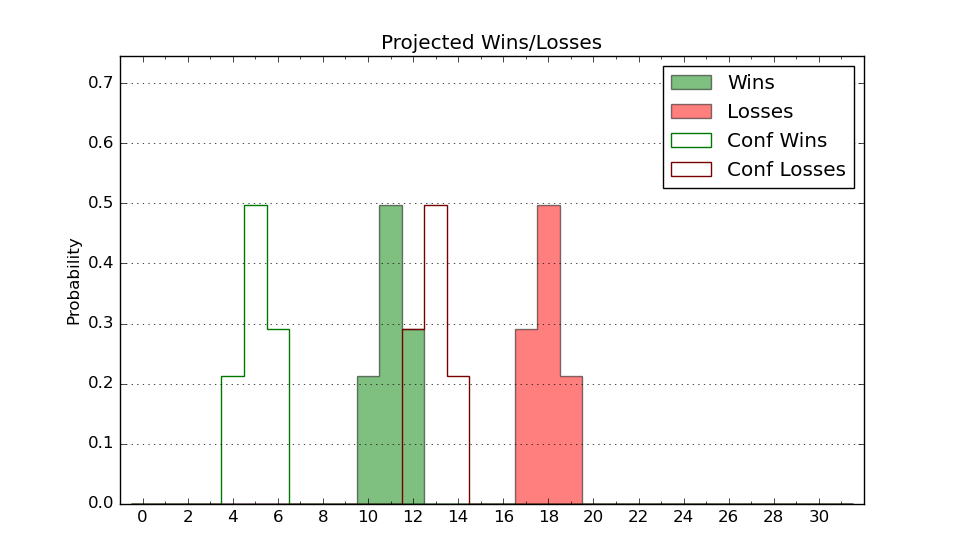 Projected Wins/Losses
Wins
Losses
Conf Wins
Conf Losses
Probability
0.7
0.6
0.5
0.4
0.3
0.2
0.1
0.0
0 2 4 6 8 10 12 14 16 18 20 22 24 26 28 30